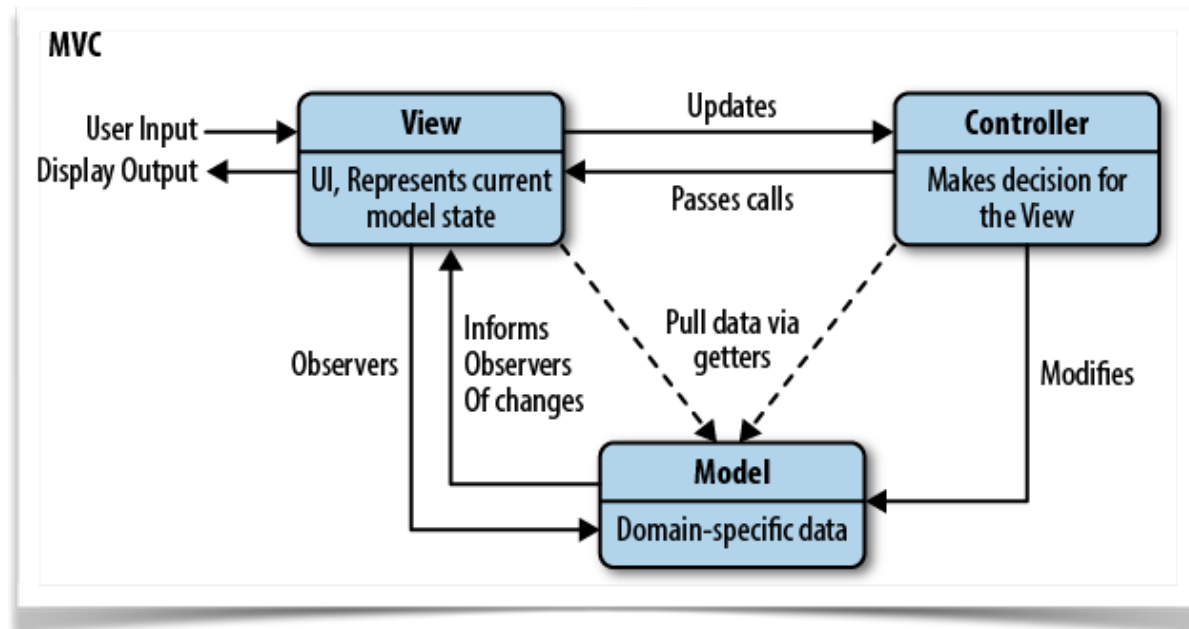 MVC
User Input
Display Output
View
UI, Represents current
model state
Updates
Passes calls
Controller
Makes decision for
the View
Observers
Informs
Observers
Of changes
Pull data via
getters
Modifies
Model
Domain-specific data